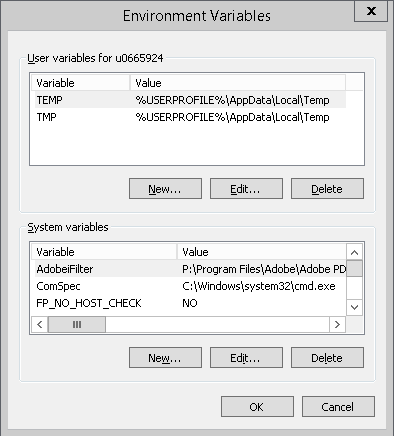 Environment Variables
x
User variables for u0665924
Variable Value
TEMP %USERPROFILE%\AppData\Local\Temp
TMP %USERPROFILE%\AppData\Local\Temp
New... Edit... Delete
System variables
Variable Value
AdobeiFilter P:\Program Files\Adobe\Adobe PD
ComSpec C:\Windows\system32\cmd.exe
FP_NO_HOST_CHECK NO
New... Edit... Delete
OK Cancel